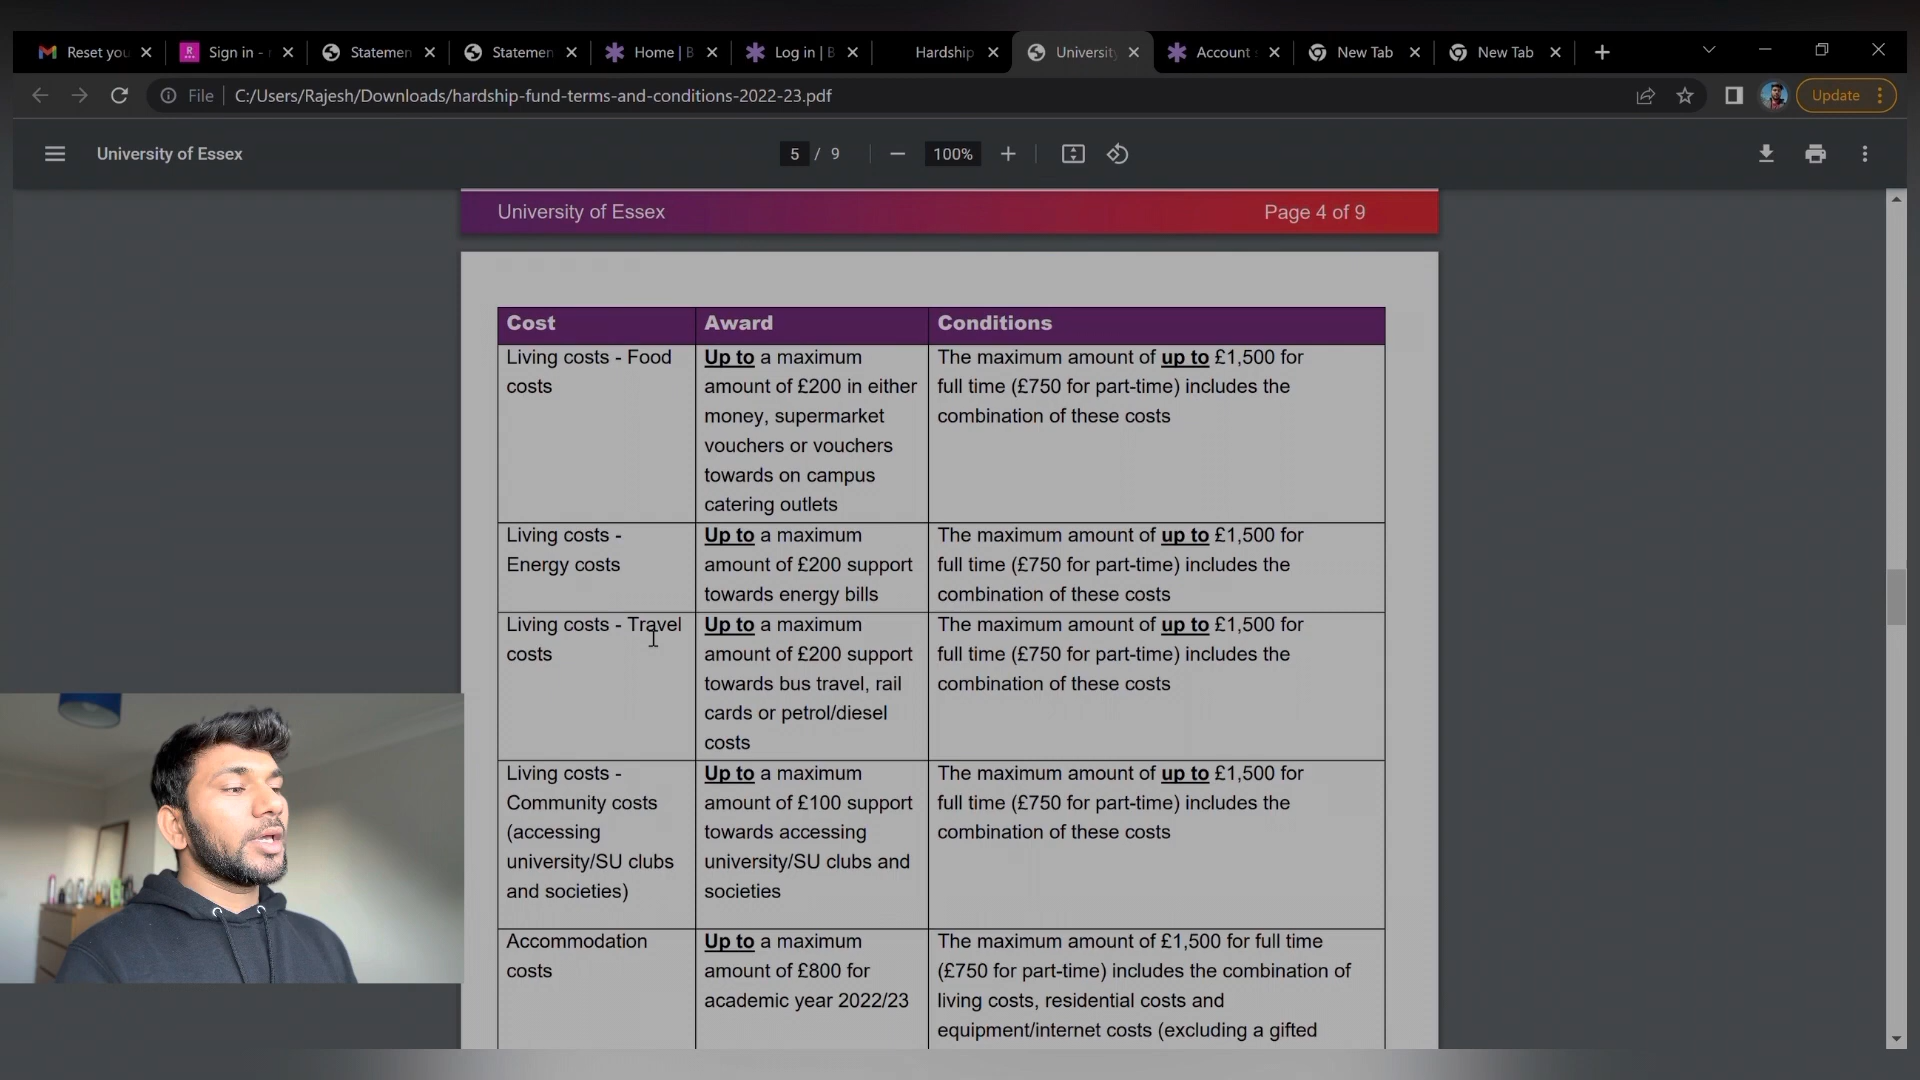 Reset you
Sign in -
Statemen
Statemen
Home | B
Log in | B
Hardship
Universit
Account
New Tab
New Tab
File
C:/Users/Rajesh/Downloads/hardship-fund-terms-and-conditions-2022-23.pdf
Update
University of Essex
5 / 9
100%
University of Essex
Page 4 of 9
Cost
Award
Conditions
Living costs - Food
costs
Up to a maximum
amount of £200 in either
money, supermarket
vouchers or vouchers
towards on campus
catering outlets
The maximum amount of up to £1,500 for
full time (£750 for part-time) includes the
combination of these costs
Living costs -
Energy costs
Up to a maximum
amount of £200 support
towards energy bills
The maximum amount of up to £1,500 for
full time (£750 for part-time) includes the
combination of these costs
Living costs - Travel
costs
Up to a maximum
amount of £200 support
towards bus travel, rail
cards or petrol/diesel
costs
The maximum amount of up to £1,500 for
full time (£750 for part-time) includes the
combination of these costs
Living costs -
Community costs
(accessing
university/SU clubs
and societies)
Up to a maximum
amount of £100 support
towards accessing
university/SU clubs and
societies
The maximum amount of up to £1,500 for
full time (£750 for part-time) includes the
combination of these costs
Accommodation
costs
Up to a maximum
amount of £800 for
academic year 2022/23
The maximum amount of £1,500 for full time
(£750 for part-time) includes the combination of
living costs, residential costs and
equipment/internet costs (excluding a gifted